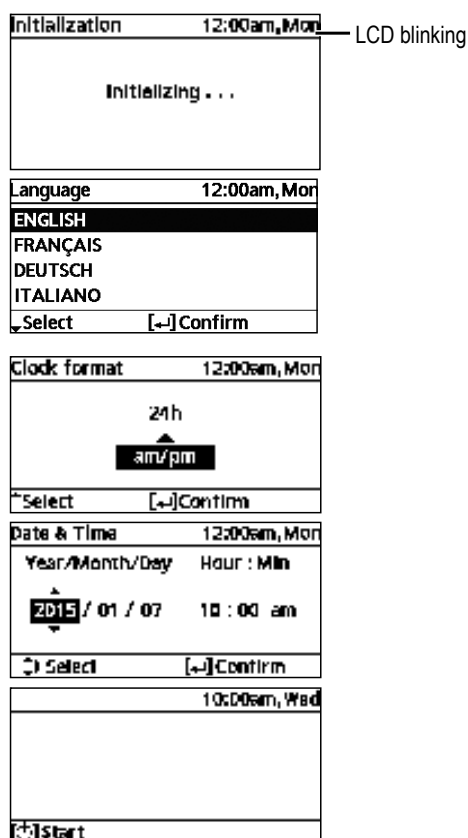 Initialization 12:00am,Mon
LCD blinking
Initializing . . .
Language 12:00am,Mon
ENGLISH
FRANÇAIS
DEUTSCH
ITALIANO
Select [↵]Confirm
Clock format 12:00am,Mon
24h
am/pm
Select [↵]Confirm
Date & Time 12:00am,Mon
Year/Month/Day Hour : Min
2015 / 01 / 07 10 : 00 am
Select [↵]Confirm
10:00am,Wed
[⏻]Start